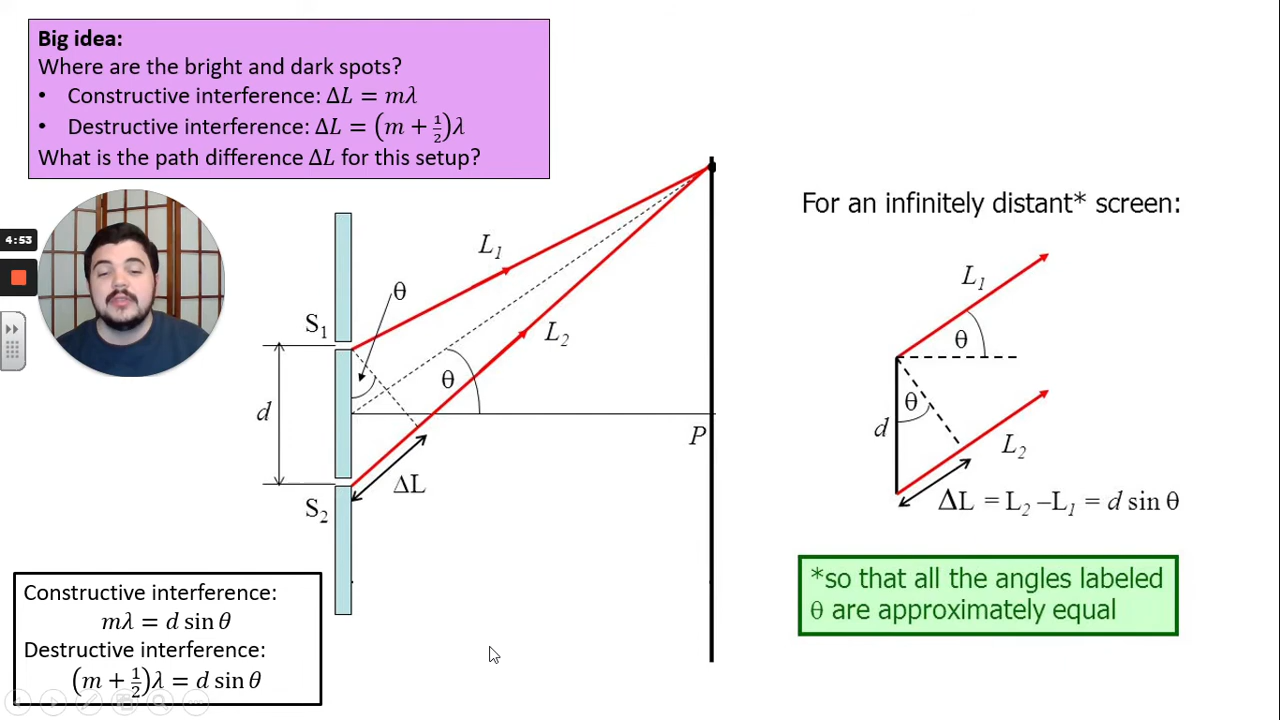 Big idea:
Where are the bright and dark spots?
• Constructive interference: ΔL = mλ
• Destructive interference: ΔL = (m + 1/2)λ
What is the path difference ΔL for this setup?
4:53
For an infinitely distant* screen:
L1
θ
S1
L2
θ
d
P
ΔL
S2
L1
θ
θ
d
L2
ΔL = L2 –L1 = d sin θ
*so that all the angles labeled
θ are approximately equal
Constructive interference:
mλ = d sin θ
Destructive interference:
(m + 1/2)λ = d sin θ